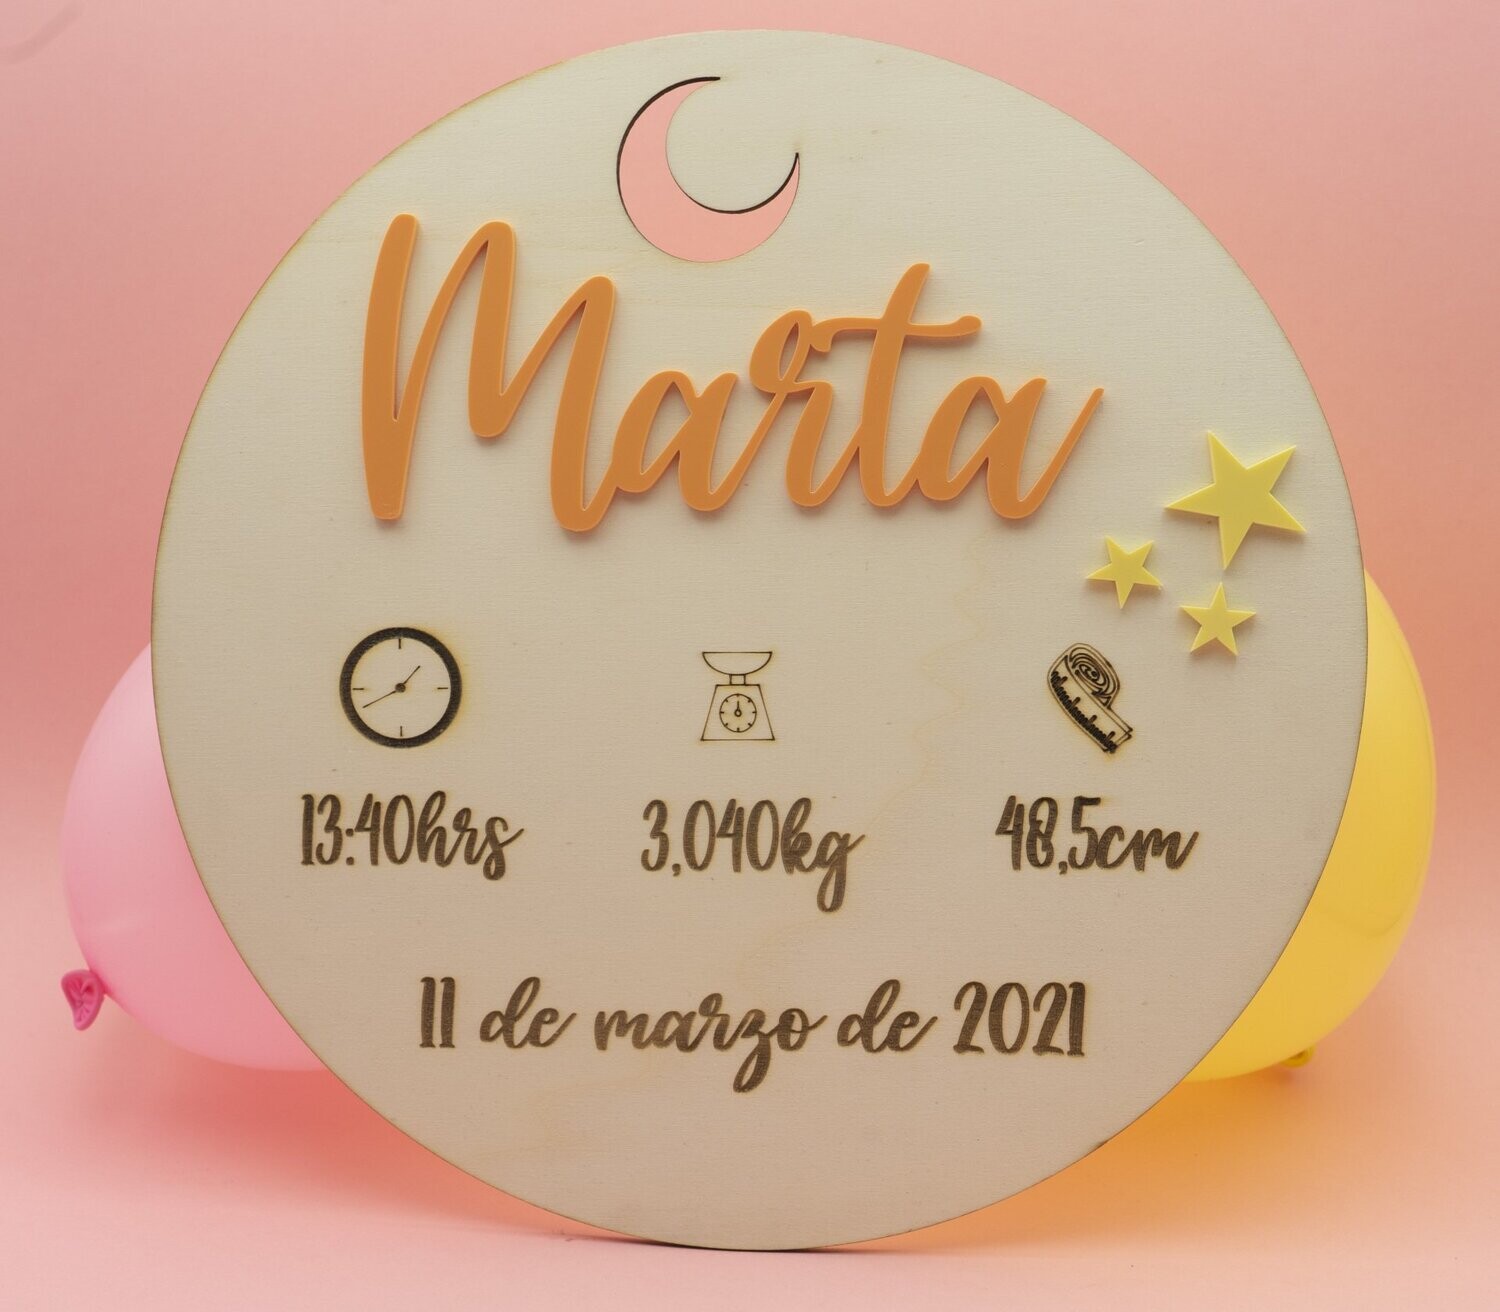 Marta
13:40hrs 3,040kg 48,5cm
11 de marzo de 2021